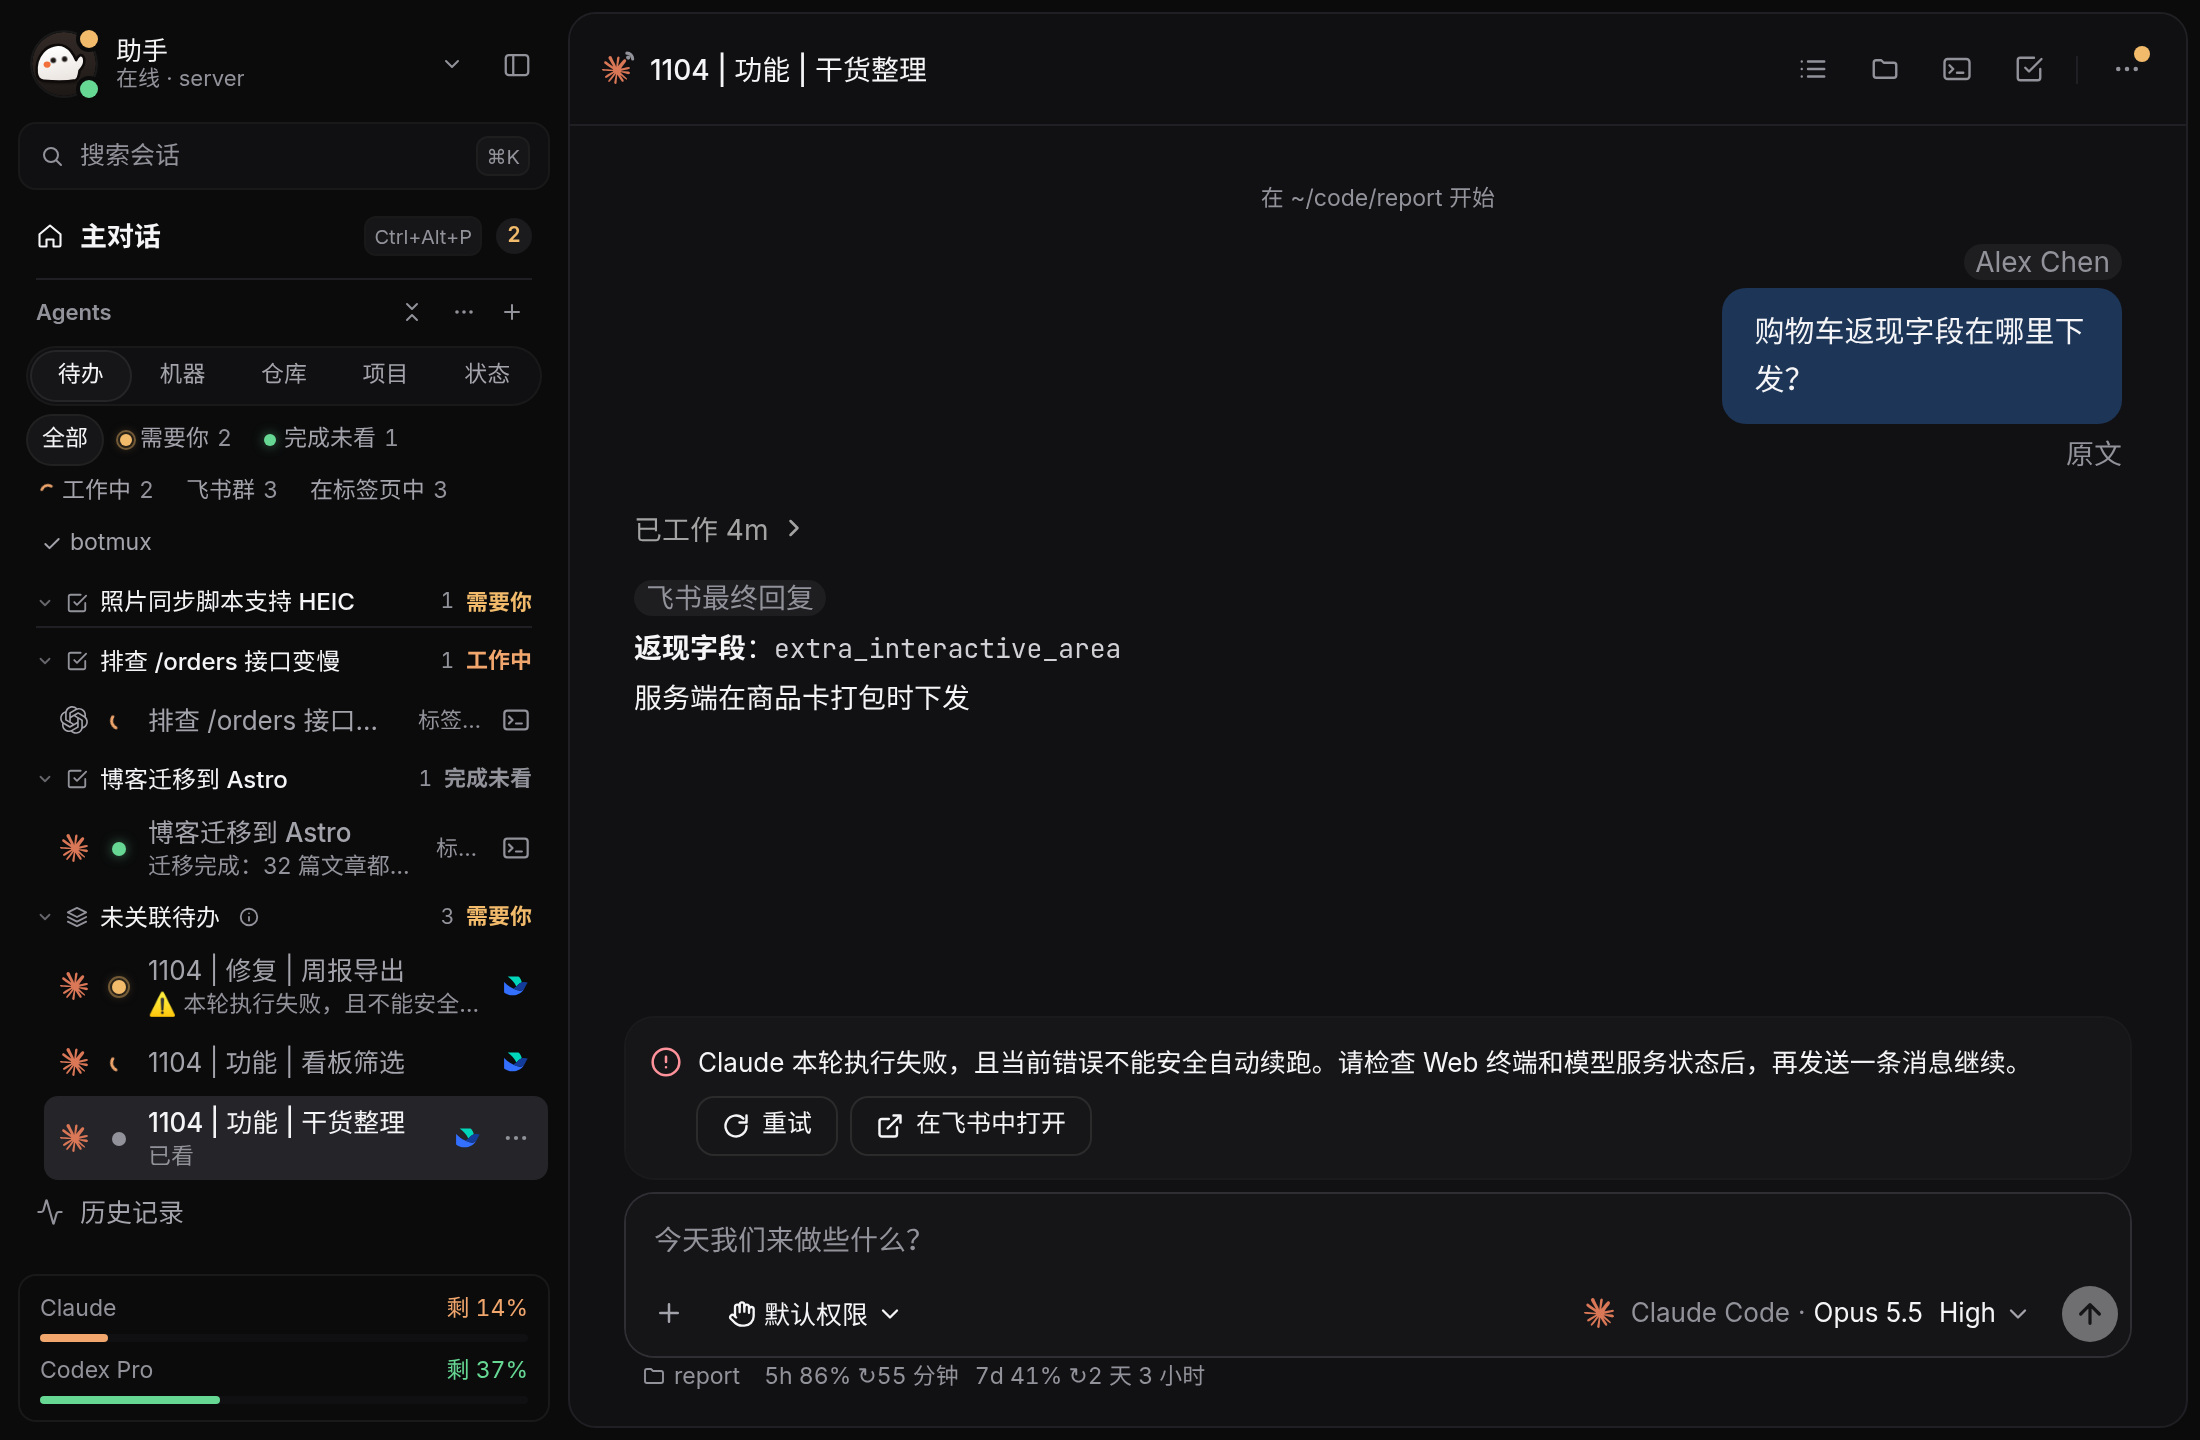 助手
在线 · server
搜索会话
⌘K
主对话
Ctrl+Alt+P
2
Agents
待办
机器
仓库
项目
状态
全部
需要你 2
完成未看 1
工作中 2
飞书群 3
在标签页中 3
botmux
照片同步脚本支持 HEIC
1 需要你
排查 /orders 接口变慢
1 工作中
排查 /orders 接口...
标签...
博客迁移到 Astro
1 完成未看
博客迁移到 Astro
标...
迁移完成：32 篇文章都...
未关联待办
3 需要你
1104 | 修复 | 周报导出
⚠️ 本轮执行失败，且不能安全...
1104 | 功能 | 看板筛选
1104 | 功能 | 干货整理
已看
历史记录
Claude
剩 14%
Codex Pro
剩 37%
1104 | 功能 | 干货整理
在 ~/code/report 开始
Alex Chen
购物车返现字段在哪里下
发？
原文
已工作 4m
飞书最终回复
返现字段：extra_interactive_area
服务端在商品卡打包时下发
Claude 本轮执行失败，且当前错误不能安全自动续跑。请检查 Web 终端和模型服务状态后，再发送一条消息继续。
重试
在飞书中打开
今天我们来做些什么？
默认权限
Claude Code · Opus 5.5 High
report 5h 86% ↻55 分钟 7d 41% ↻2 天 3 小时